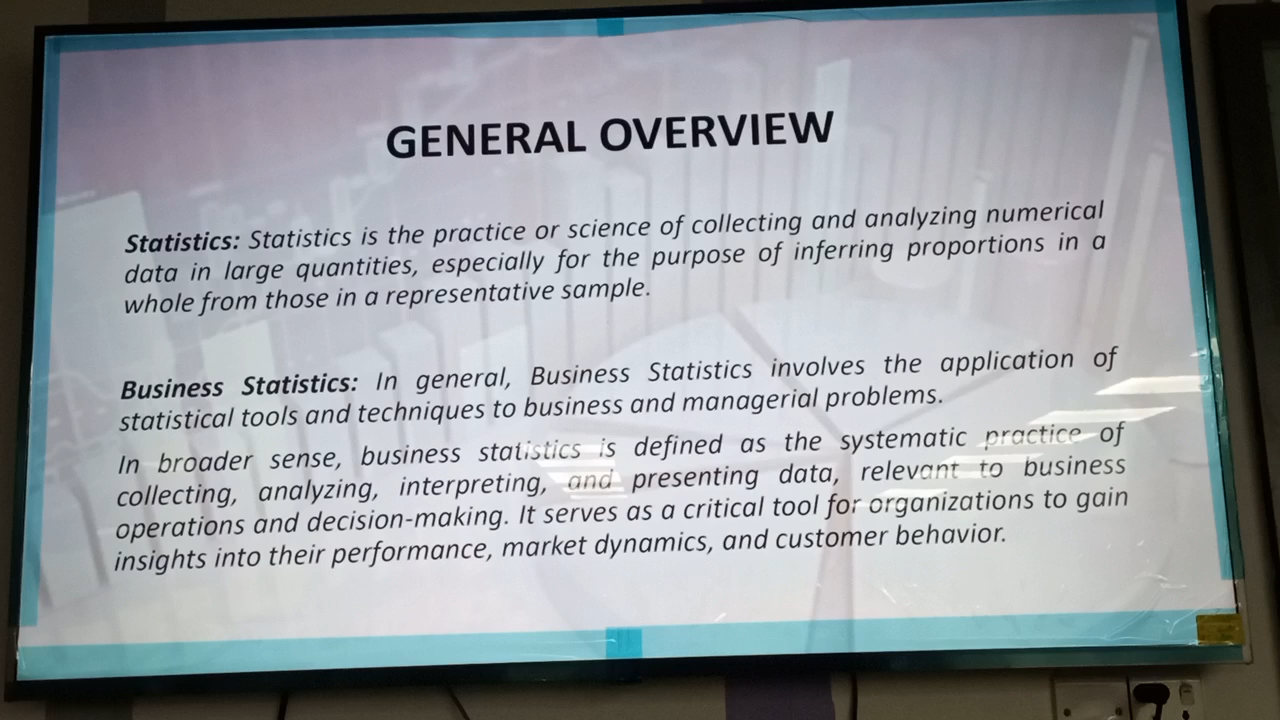 GENERAL OVERVIEW
Statistics: Statistics is the practice or science of collecting and analyzing numerical
data in large quantities, especially for the purpose of inferring proportions in a
whole from those in a representative sample.
Business Statistics: In general, Business Statistics involves the application of
statistical tools and techniques to business and managerial problems.
In broader sense, business statistics is defined as the systematic practice of
collecting, analyzing, interpreting, and presenting data, relevant to business
operations and decision-making. It serves as a critical tool for organizations to gain
insights into their performance, market dynamics, and customer behavior.